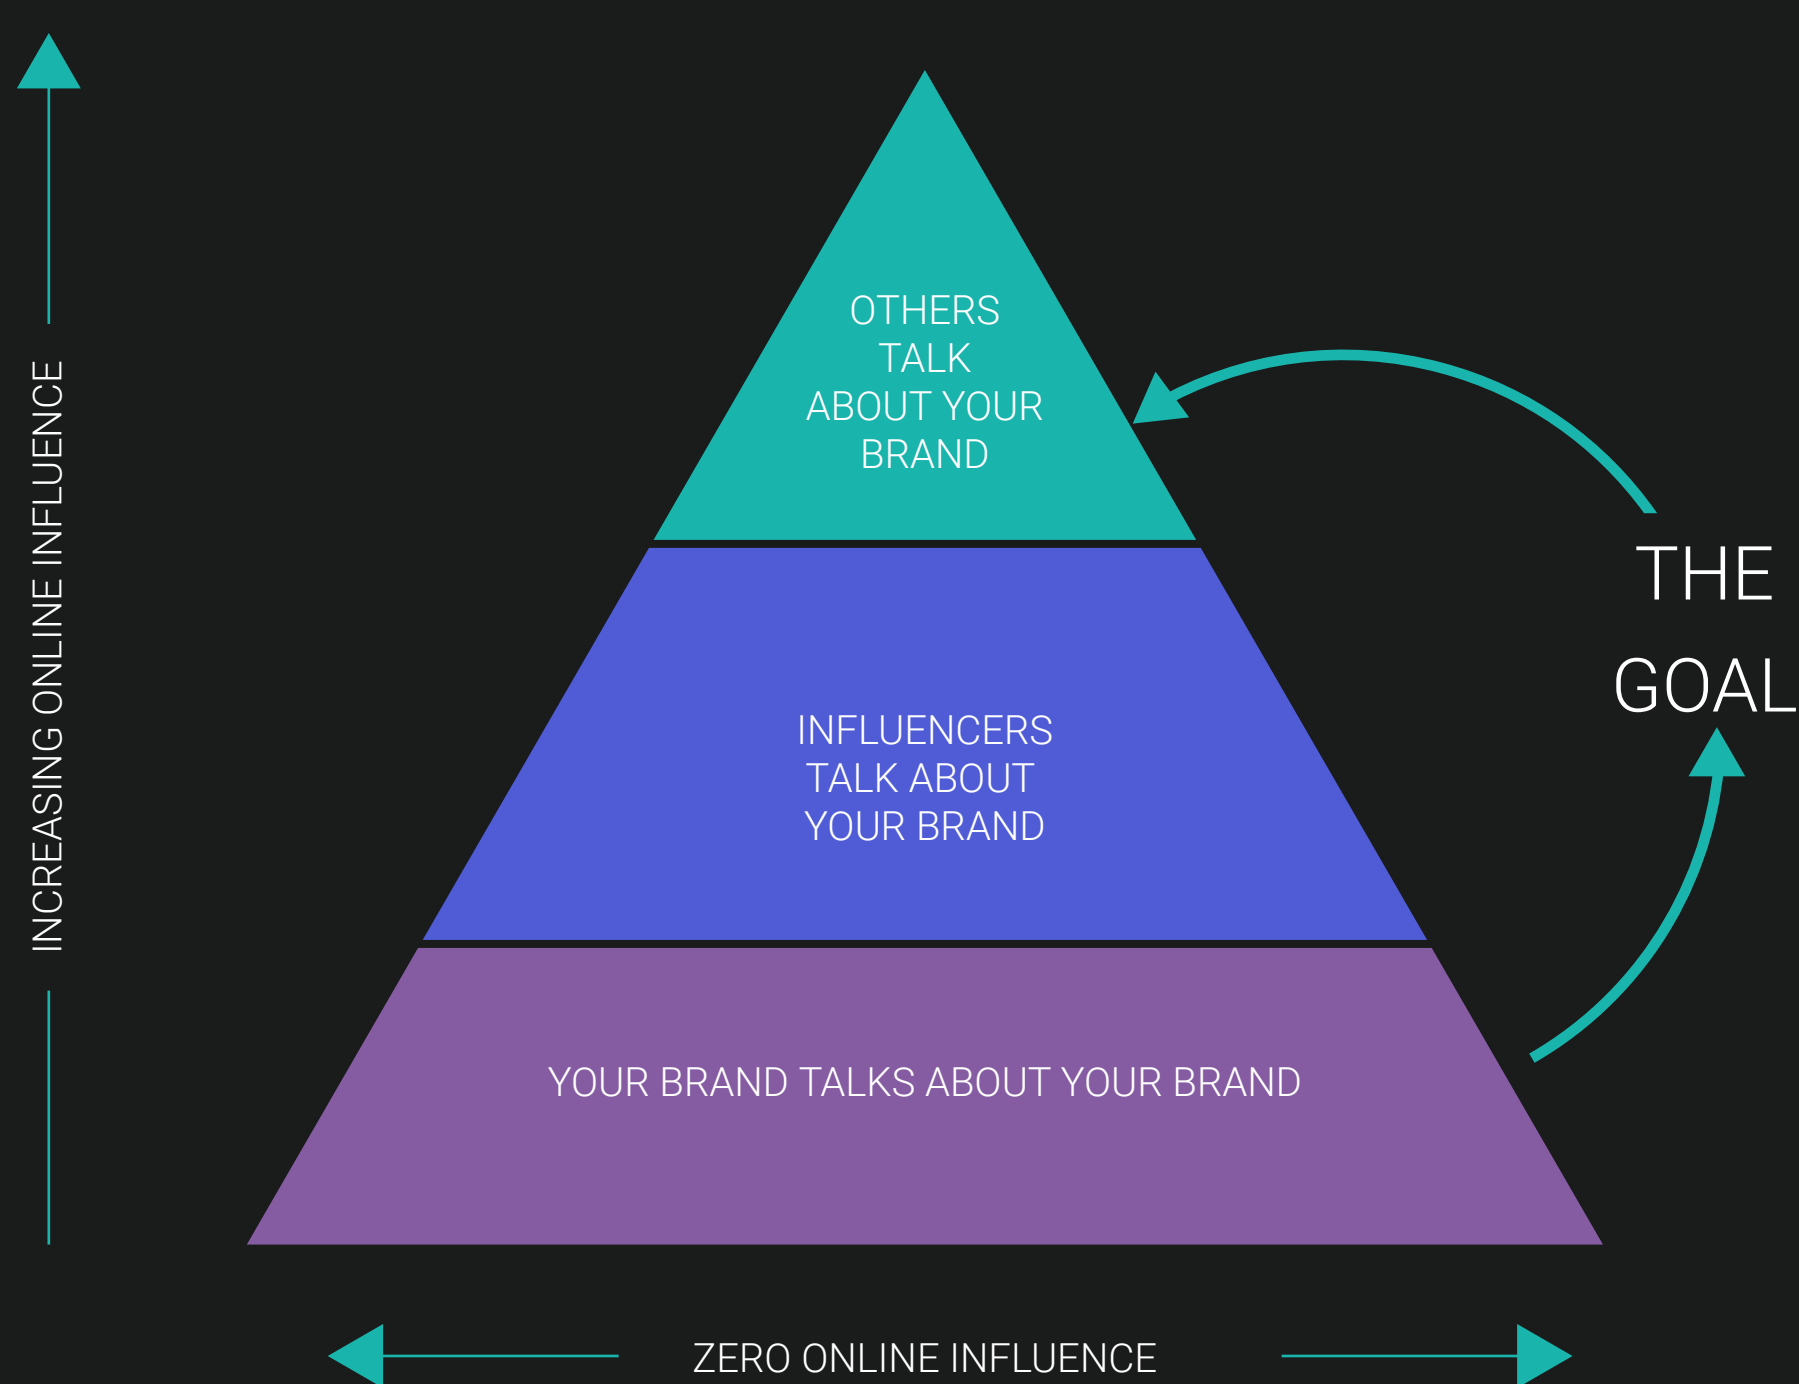 OTHERS
TALK
ABOUT YOUR
BRAND
INCREASING ONLINE INFLUENCE
THE
GOAL
INFLUENCERS
TALK ABOUT
YOUR BRAND
YOUR BRAND TALKS ABOUT YOUR BRAND
ZERO ONLINE INFLUENCE